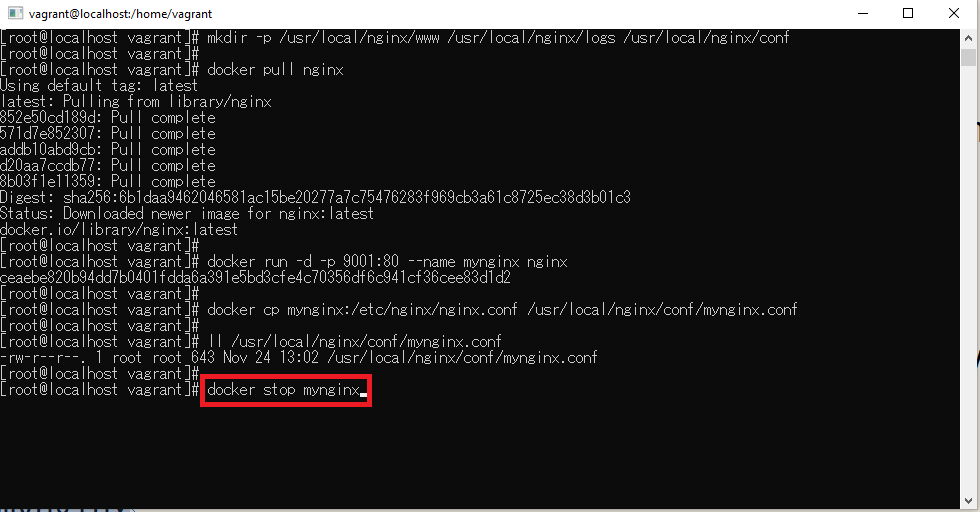 vagrant@localhost:/home/vagrant
[root@localhost vagrant]# mkdir -p /usr/local/nginx/www /usr/local/nginx/logs /usr/local/nginx/conf
[root@localhost vagrant]#
[root@localhost vagrant]# docker pull nginx
Using default tag: latest
latest: Pulling from library/nginx
852e50cd189d: Pull complete
571d7e852307: Pull complete
addb10abd9cb: Pull complete
d20aa7ccdb77: Pull complete
8b03f1e11359: Pull complete
Digest: sha256:6b1daa9462046581ac15be20277a7c75476283f969cb3a61c8725ec38d3b01c3
Status: Downloaded newer image for nginx:latest
docker.io/library/nginx:latest
[root@localhost vagrant]#
[root@localhost vagrant]# docker run -d -p 9001:80 --name mynginx nginx
ceaebe820b94dd7b0401fdda6a391e5bd3cfe4c70356df6c941cf36cee83d1d2
[root@localhost vagrant]#
[root@localhost vagrant]# docker cp mynginx:/etc/nginx/nginx.conf /usr/local/nginx/conf/mynginx.conf
[root@localhost vagrant]#
[root@localhost vagrant]# ll /usr/local/nginx/conf/mynginx.conf
-rw-r--r--. 1 root root 643 Nov 24 13:02 /usr/local/nginx/conf/mynginx.conf
[root@localhost vagrant]#
[root@localhost vagrant]# docker stop mynginx